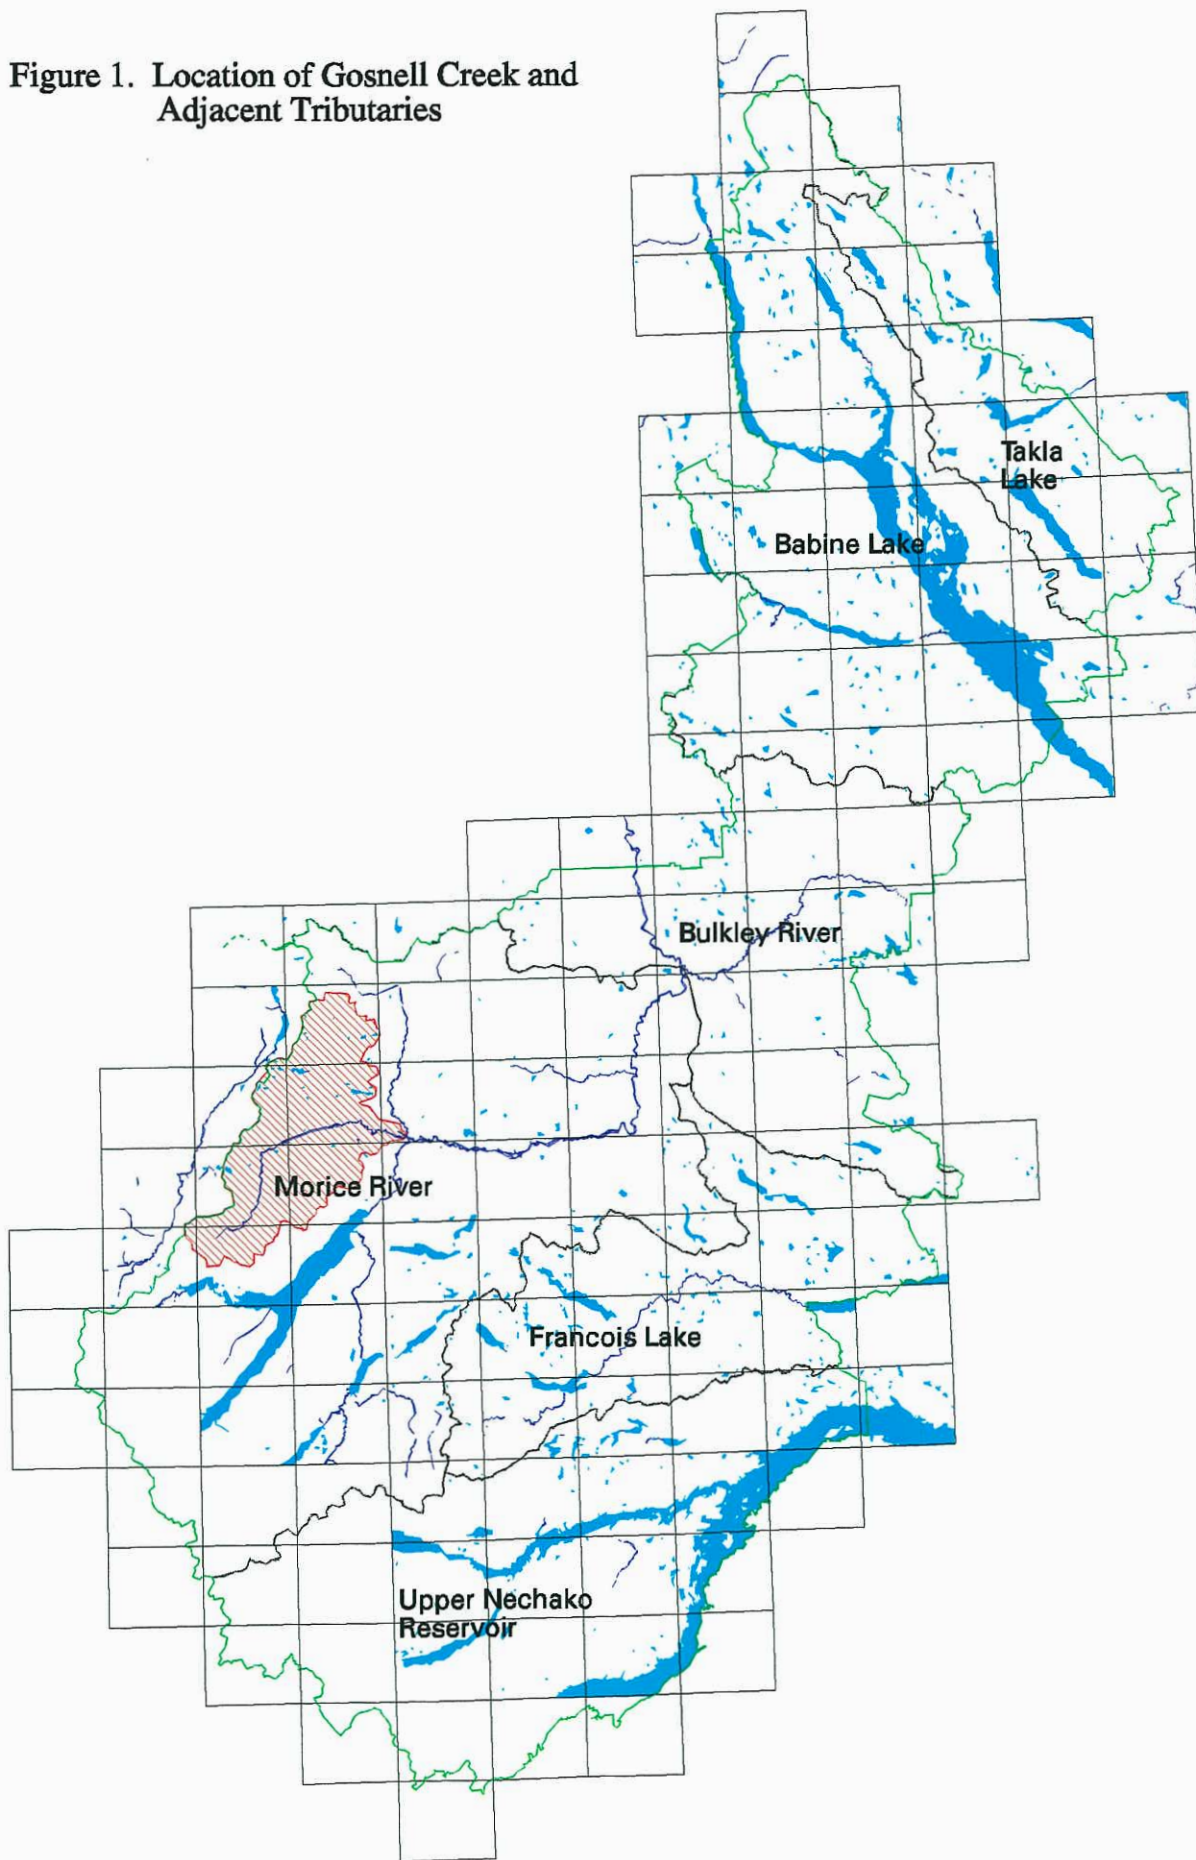 Figure 1. Location of Gosnell Creek and
Adjacent Tributaries
Takla
Lake
Babine Lake
Bulkley River
Morice River
Francois Lake
Upper Nechako
Reservoir